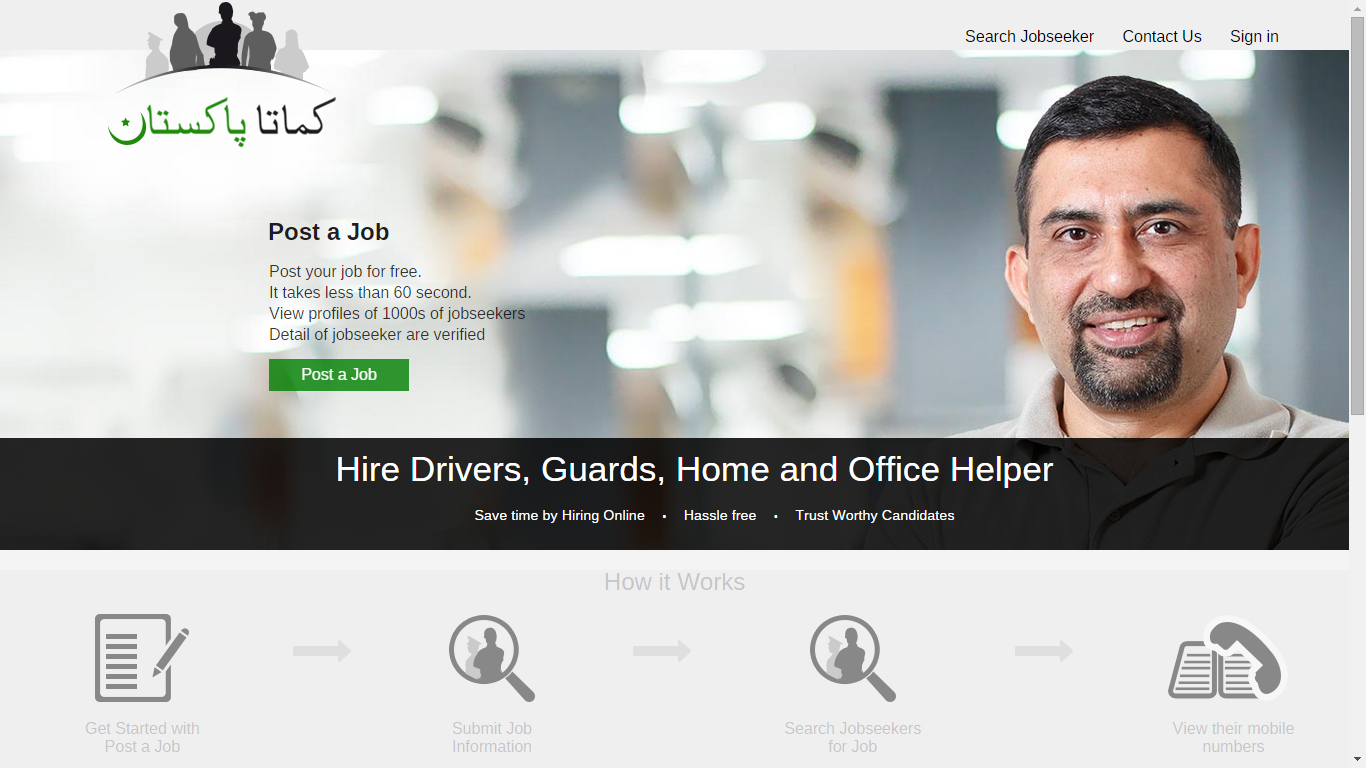 Search Jobseeker Contact Us Sign in
کماتا پاکستان
Post a Job
Post your job for free.
It takes less than 60 second.
View profiles of 1000s of jobseekers
Detail of jobseeker are verified
Post a Job
Hire Drivers, Guards, Home and Office Helper
Save time by Hiring Online • Hassle free • Trust Worthy Candidates
How it Works
Get Started with
Post a Job
Submit Job
Information
Search Jobseekers
for Job
View their mobile
numbers